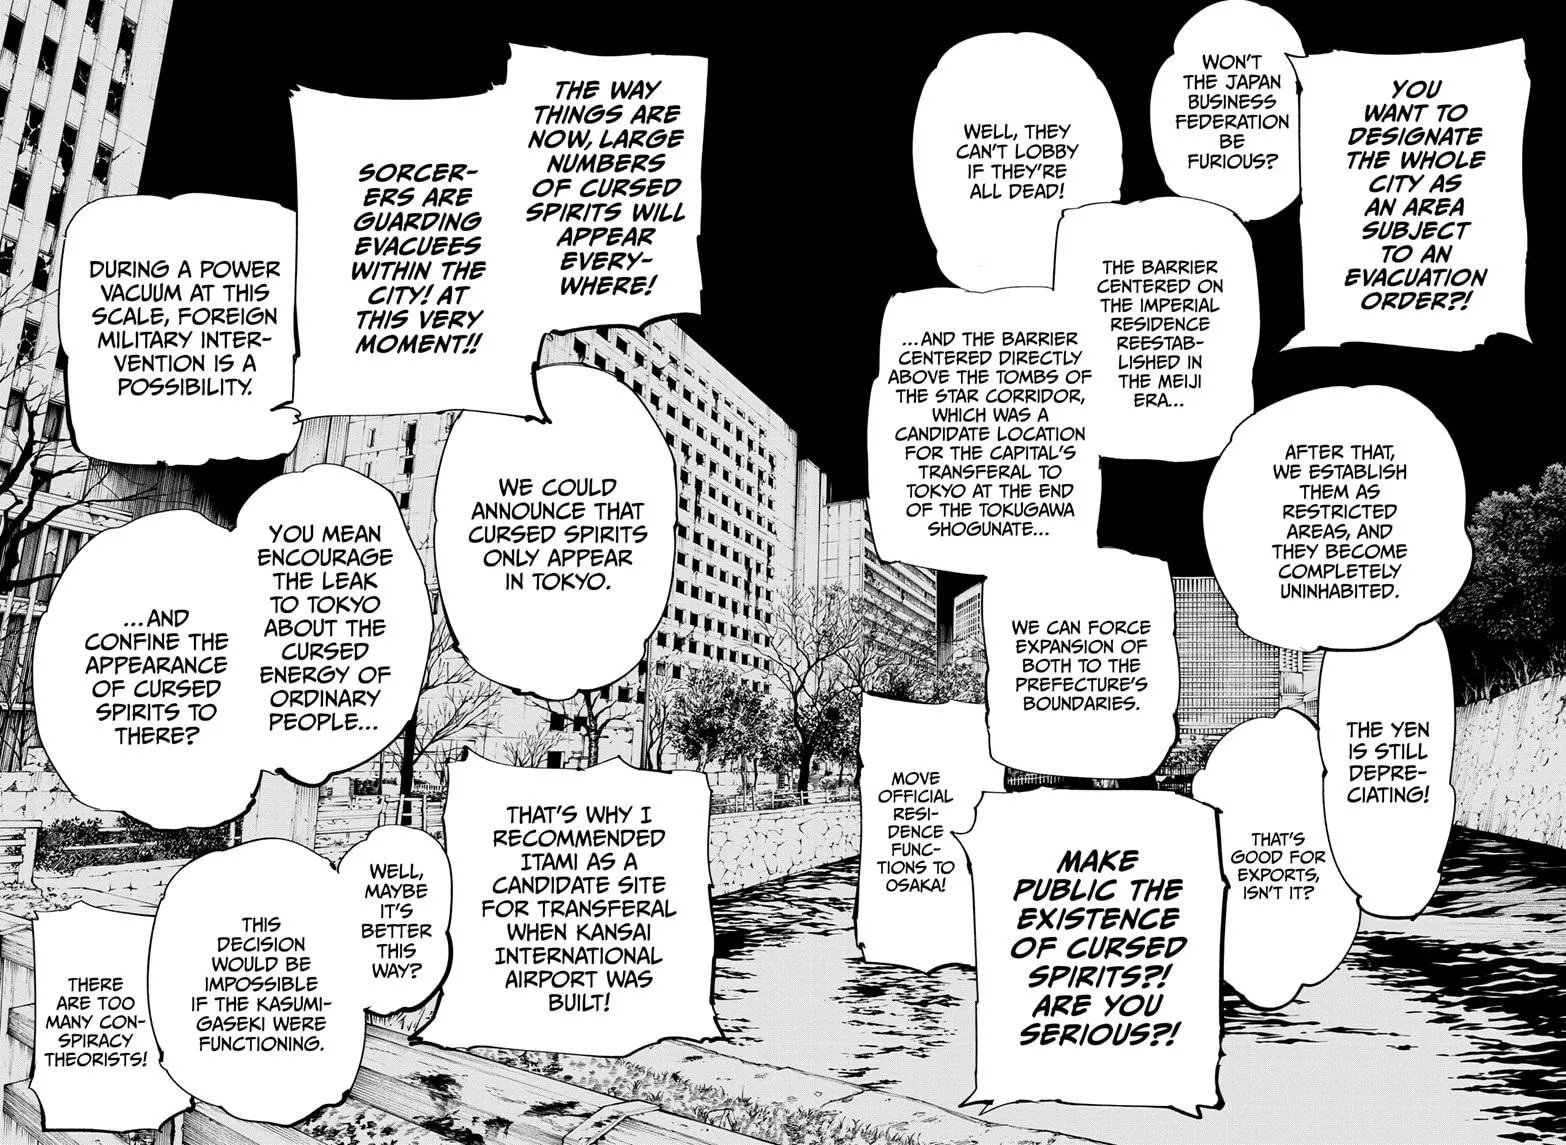 YOU
WANT TO
DESIGNATE
THE WHOLE
CITY AS
AN AREA
SUBJECT
TO AN
EVACUATION
ORDER?!
WON'T
THE JAPAN
BUSINESS
FEDERATION
BE
FURIOUS?
WELL, THEY
CAN'T LOBBY
IF THEY'RE
ALL DEAD!
THE BARRIER
CENTERED ON
THE IMPERIAL
RESIDENCE
REESTAB-
LISHED IN
THE MEIJI
ERA...
...AND THE BARRIER
CENTERED DIRECTLY
ABOVE THE TOMBS OF
THE STAR CORRIDOR,
WHICH WAS A
CANDIDATE LOCATION
FOR THE CAPITAL'S
TRANSFERAL TO
TOKYO AT THE END
OF THE TOKUGAWA
SHOGUNATE...
WE CAN FORCE
EXPANSION OF
BOTH TO THE
PREFECTURE'S
BOUNDARIES.
AFTER THAT,
WE ESTABLISH
THEM AS
RESTRICTED
AREAS, AND
THEY BECOME
COMPLETELY
UNINHABITED.
THE YEN
IS STILL
DEPRE-
CIATING!
THAT'S
GOOD FOR
EXPORTS,
ISN'T IT?
MAKE
PUBLIC THE
EXISTENCE
OF CURSED
SPIRITS?!
ARE YOU
SERIOUS?!
MOVE
OFFICIAL
RESI-
DENCE
FUNC-
TIONS TO
OSAKA!
THE WAY
THINGS ARE
NOW, LARGE
NUMBERS
OF CURSED
SPIRITS WILL
APPEAR
EVERY-
WHERE!
SORCER-
ERS ARE
GUARDING
EVACUEES
WITHIN THE
CITY! AT
THIS VERY
MOMENT!!
DURING A POWER
VACUUM AT THIS
SCALE, FOREIGN
MILITARY INTER-
VENTION IS A
POSSIBILITY.
WE COULD
ANNOUNCE THAT
CURSED SPIRITS
ONLY APPEAR
IN TOKYO.
YOU MEAN
ENCOURAGE
THE LEAK
TO TOKYO
ABOUT THE
CURSED
ENERGY OF
ORDINARY
PEOPLE...
...AND
CONFINE THE
APPEARANCE
OF CURSED
SPIRITS TO
THERE?
THAT'S WHY I
RECOMMENDED
ITAMI AS A
CANDIDATE SITE
FOR TRANSFERAL
WHEN KANSAI
INTERNATIONAL
AIRPORT WAS
BUILT!
WELL,
MAYBE
IT'S
BETTER
THIS
WAY?
THIS
DECISION
WOULD BE
IMPOSSIBLE
IF THE KASUMI-
GASEKI WERE
FUNCTIONING.
THERE
ARE TOO
MANY CON-
SPIRACY
THEORISTS!